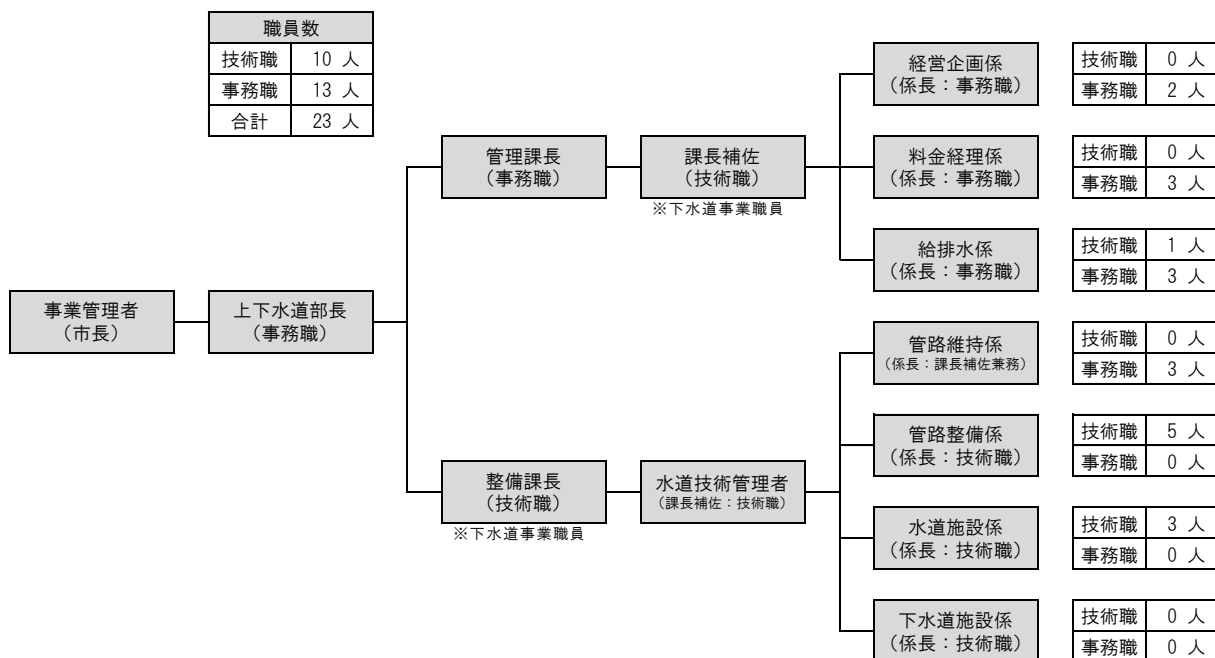 職員数
技術職 10 人
事務職 13 人
合計 23 人
事業管理者
（市長）
上下水道部長
（事務職）
管理課長
（事務職）
課長補佐
（技術職）
※下水道事業職員
経営企画係
（係長：事務職）
技術職 0 人
事務職 2 人
料金経理係
（係長：事務職）
技術職 0 人
事務職 3 人
給排水係
（係長：事務職）
技術職 1 人
事務職 3 人
整備課長
（技術職）
※下水道事業職員
水道技術管理者
（課長補佐：技術職）
管路維持係
（係長：課長補佐兼務）
技術職 0 人
事務職 3 人
管路整備係
（係長：技術職）
技術職 5 人
事務職 0 人
水道施設係
（係長：技術職）
技術職 3 人
事務職 0 人
下水道施設係
（係長：技術職）
技術職 0 人
事務職 0 人